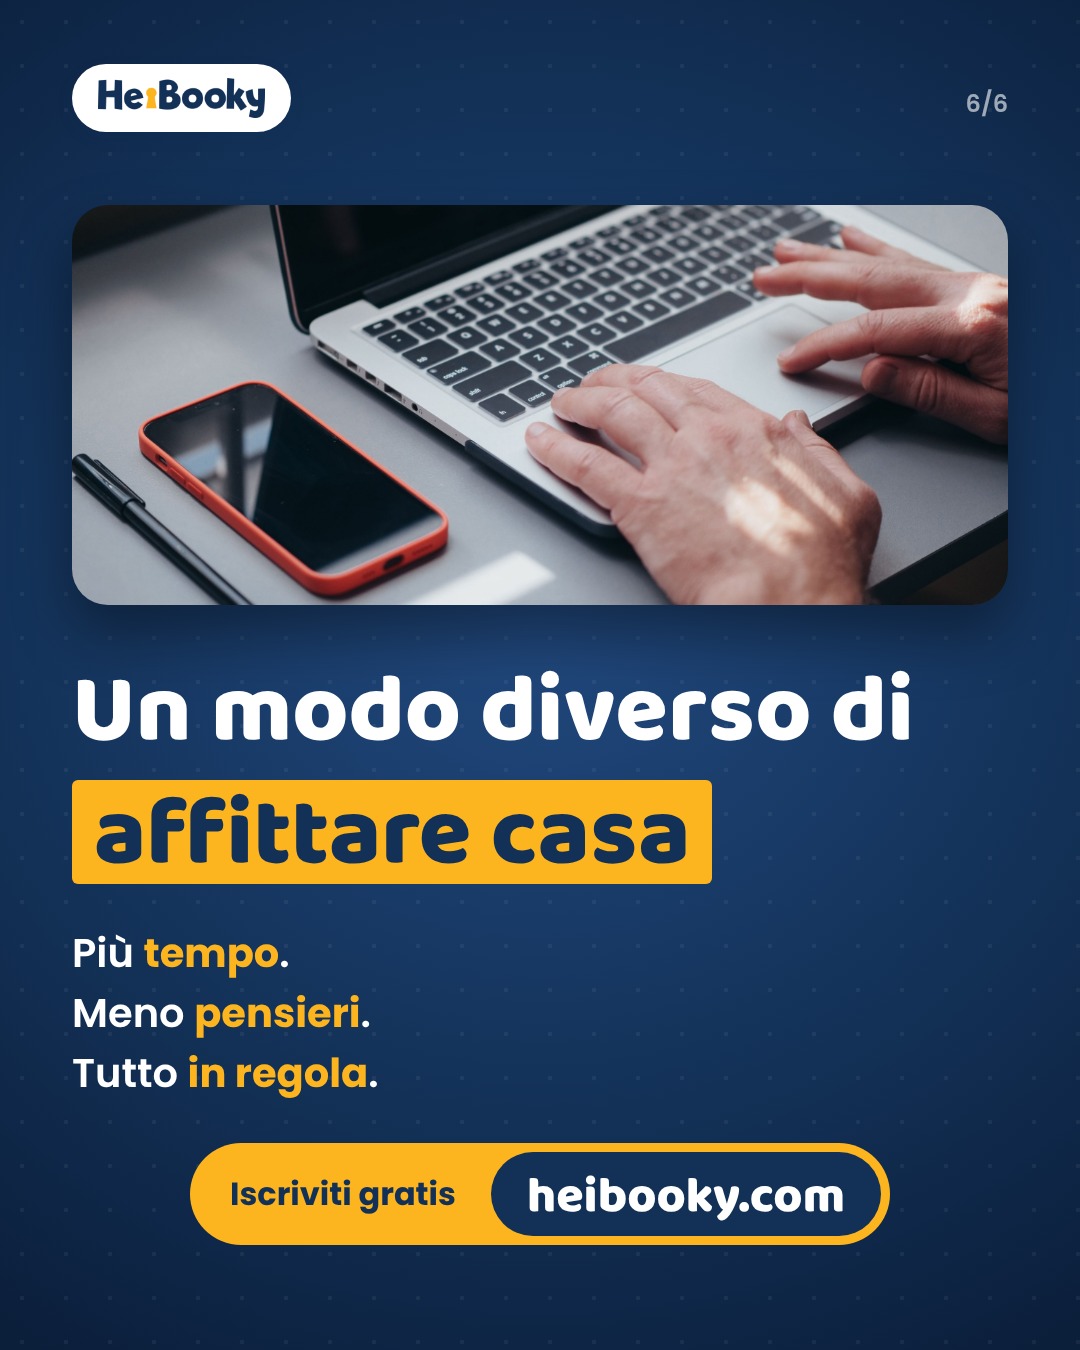 HeiBooky
6/6
Un modo diverso di
affittare casa
Più tempo.
Meno pensieri.
Tutto in regola.
Iscriviti gratis
heibooky.com